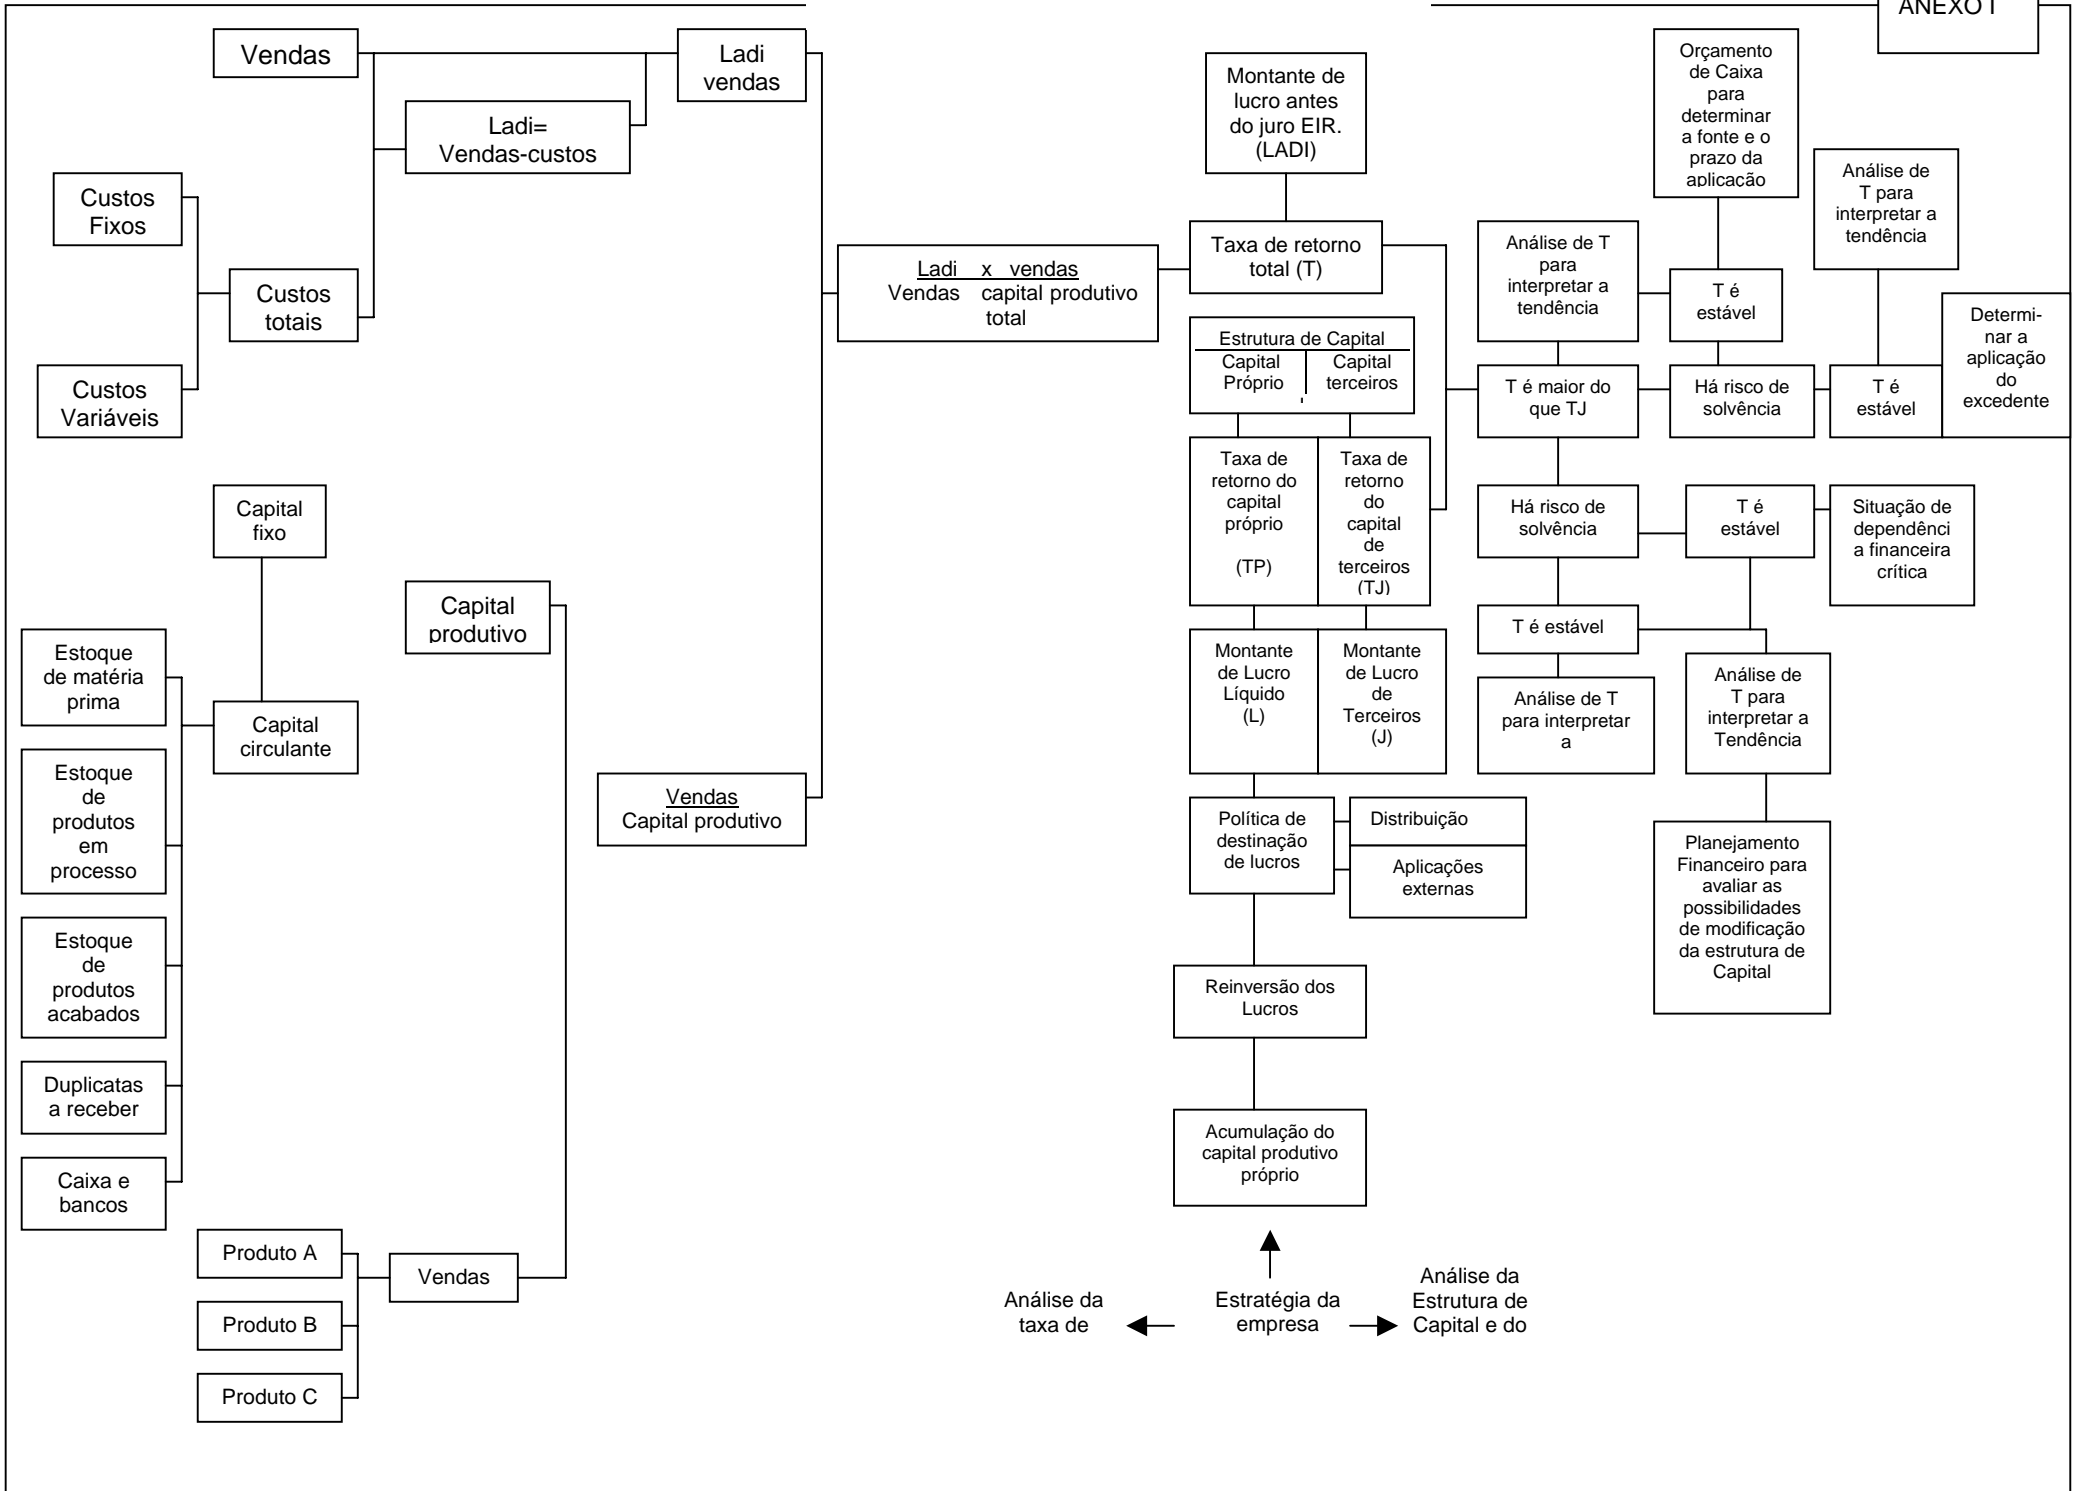 ANEXO I
Vendas
Ladi
vendas
Ladi=
Vendas-custos
Custos
Fixos
Custos
totais
Custos
Variáveis
Capital
fixo
Capital
produtivo
Estoque
de matéria
prima
Capital
circulante
Estoque
de
produtos
em
processo
Estoque
de
produtos
acabados
Duplicatas
a receber
Caixa e
bancos
Vendas
Capital produtivo
Produto A
Produto B
Produto C
Vendas
Ladi x vendas
Vendas capital produtivo
total
Montante de
lucro antes
do juro EIR.
(LADI)
Taxa de retorno
total (T)
Estrutura de Capital
Capital
Próprio
Capital
terceiros
Taxa de
retorno do
capital
próprio
(TP)
Taxa de
retorno
do
capital
de
terceiros
(TJ)
Montante
de Lucro
Líquido
(L)
Montante
de Lucro
de
Terceiros
(J)
Política de
destinação
de lucros
Distribuição
Aplicações
externas
Reinversão dos
Lucros
Acumulação do
capital produtivo
próprio
Análise da
taxa de
Estratégia da
empresa
Análise da
Estrutura de
Capital e do
Orçamento
de Caixa
para
determinar
a fonte e o
prazo da
aplicação
Análise de
T para
interpretar a
tendência
Análise de T
para
interpretar a
tendência
T é
estável
Determi-
nar a
aplicação
do
excedente
T é maior do
que TJ
Há risco de
solvência
T é
estável
Há risco de
solvência
T é
estável
Situação de
dependênci
a financeira
crítica
T é estável
Análise de T
para interpretar
a
Análise de
T para
interpretar a
Tendência
Planejamento
Financeiro para
avaliar as
possibilidades
de modificação
da estrutura de
Capital